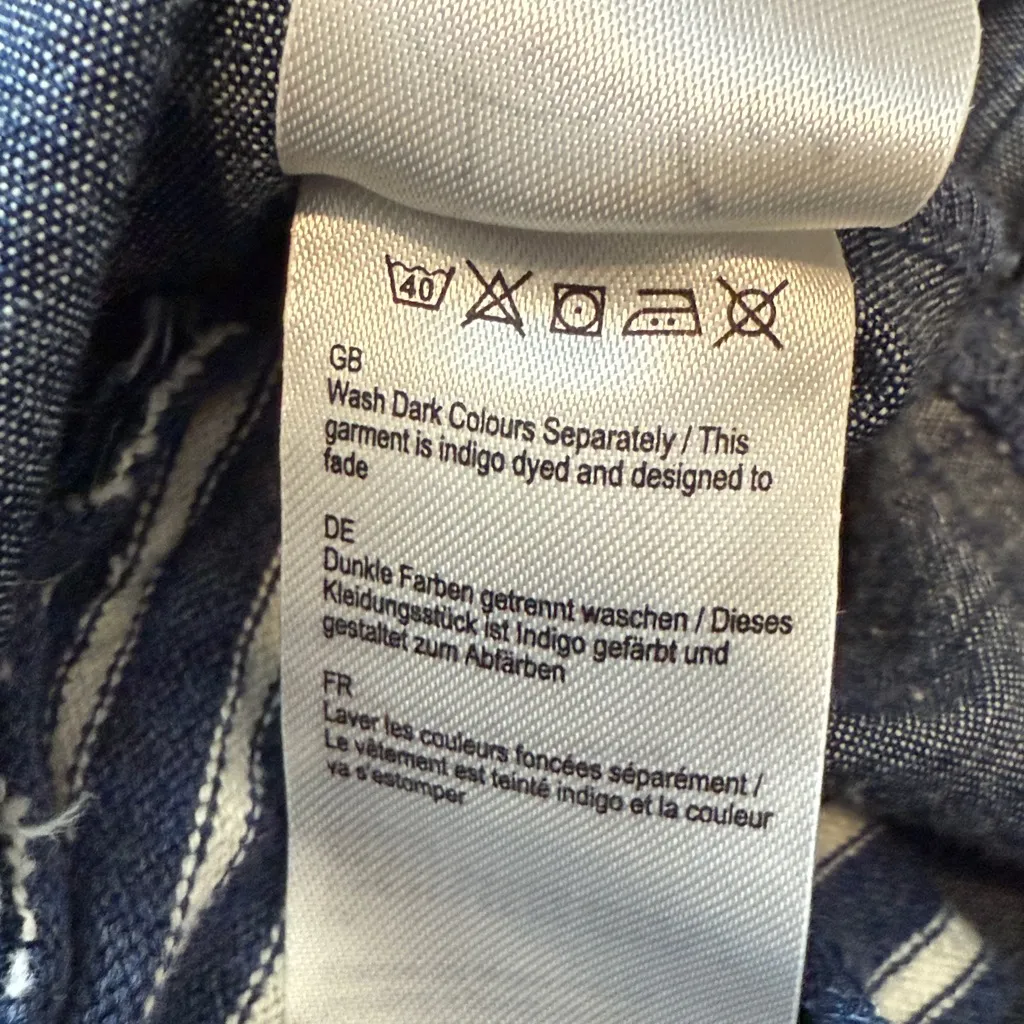 40
GB
Wash Dark Colours Separately / This
garment is indigo dyed and designed to
fade
DE
Dunkle Farben getrennt waschen / Dieses
Kleidungsstück ist Indigo gefärbt und
gestaltet zum Abfärben
FR
Laver les couleurs foncées séparément /
Le vêtement est teinté indigo et la couleur
va s'estomper